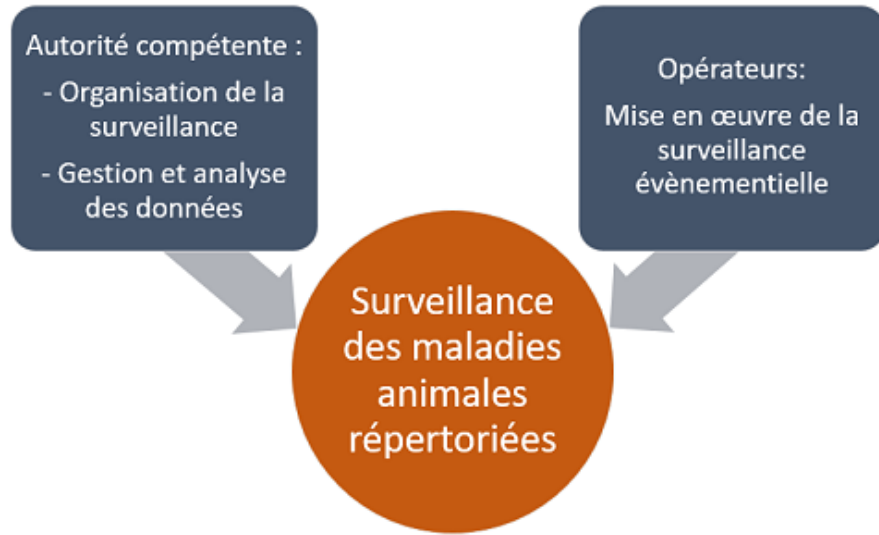 Autorité compétente :
- Organisation de la
surveillance
- Gestion et analyse
des données
Opérateurs:
Mise en œuvre de la
surveillance
évènementielle
Surveillance
des maladies
animales
répertoriées